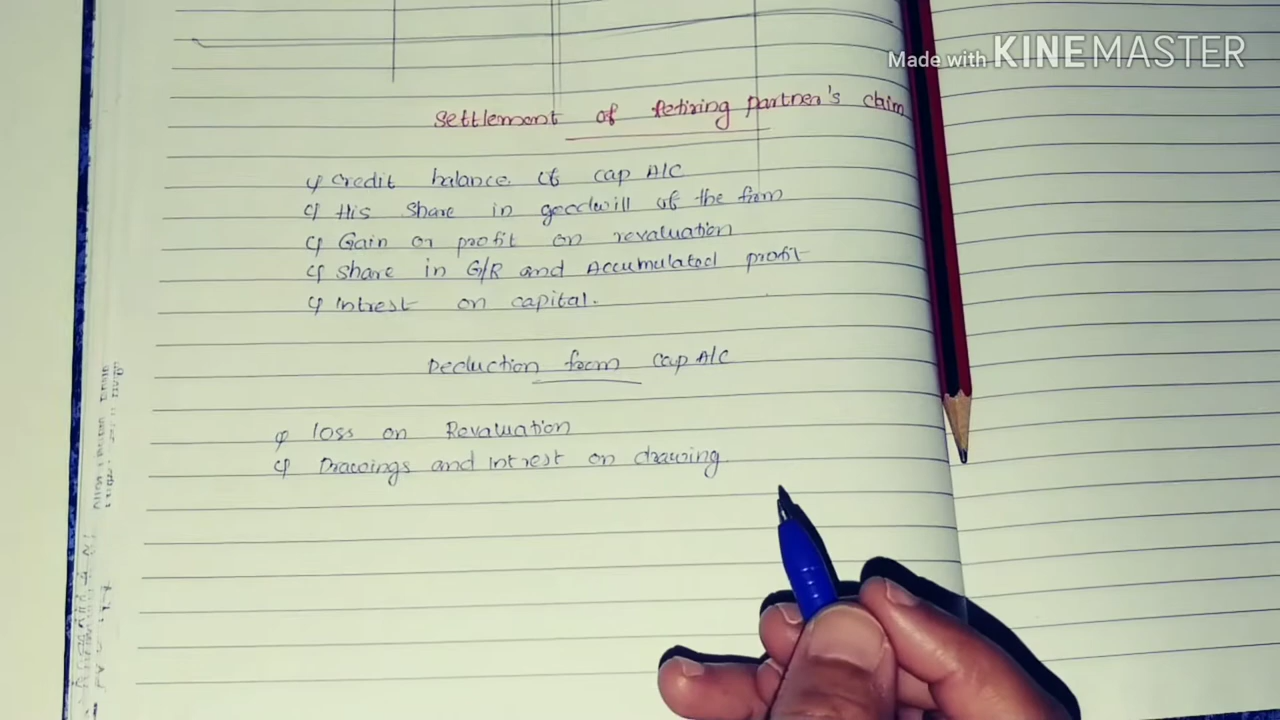 Made with KINEMASTER
Settlement of Retiring partner's claim
Credit balance of cap A/C
His share in goodwill of the firm
Gain or profit on revaluation
Share in G/R and Accumulated profit
Intrest on capital.
Deduction from cap A/C
Loss on Revaluation
Drawings and intrest on drawing